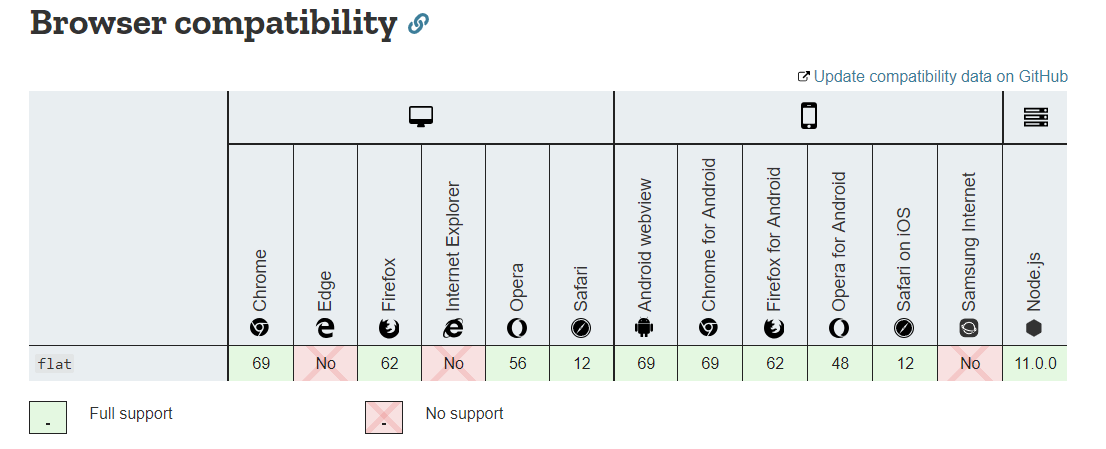 Browser compatibility
Update compatibility data on GitHub
Chrome
Edge
Firefox
Internet Explorer
Opera
Safari
Android webview
Chrome for Android
Firefox for Android
Opera for Android
Safari on iOS
Samsung Internet
Node.js
flat 69 No 62 No 56 12 69 69 62 48 12 No 11.0.0
- Full support - No support